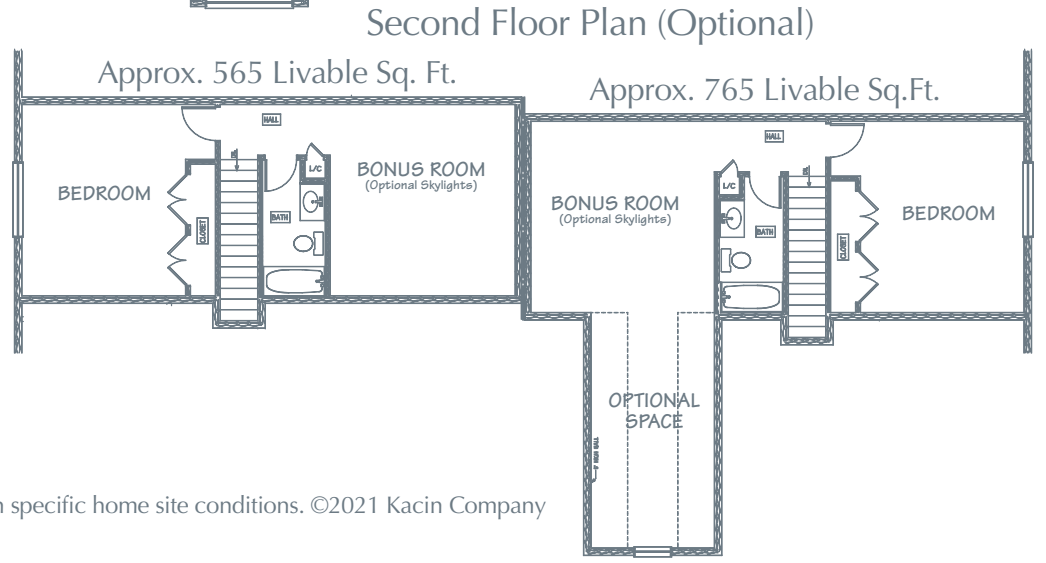 Second Floor Plan (Optional)
Approx. 565 Livable Sq. Ft.
Approx. 765 Livable Sq.Ft.
HALL
BEDROOM
CLOSET
L/C
BATH
BONUS ROOM
(Optional Skylights)
HALL
BONUS ROOM
(Optional Skylights)
L/C
BATH
CLOSET
BEDROOM
OPTIONAL
SPACE
specific home site conditions. ©2021 Kacin Company